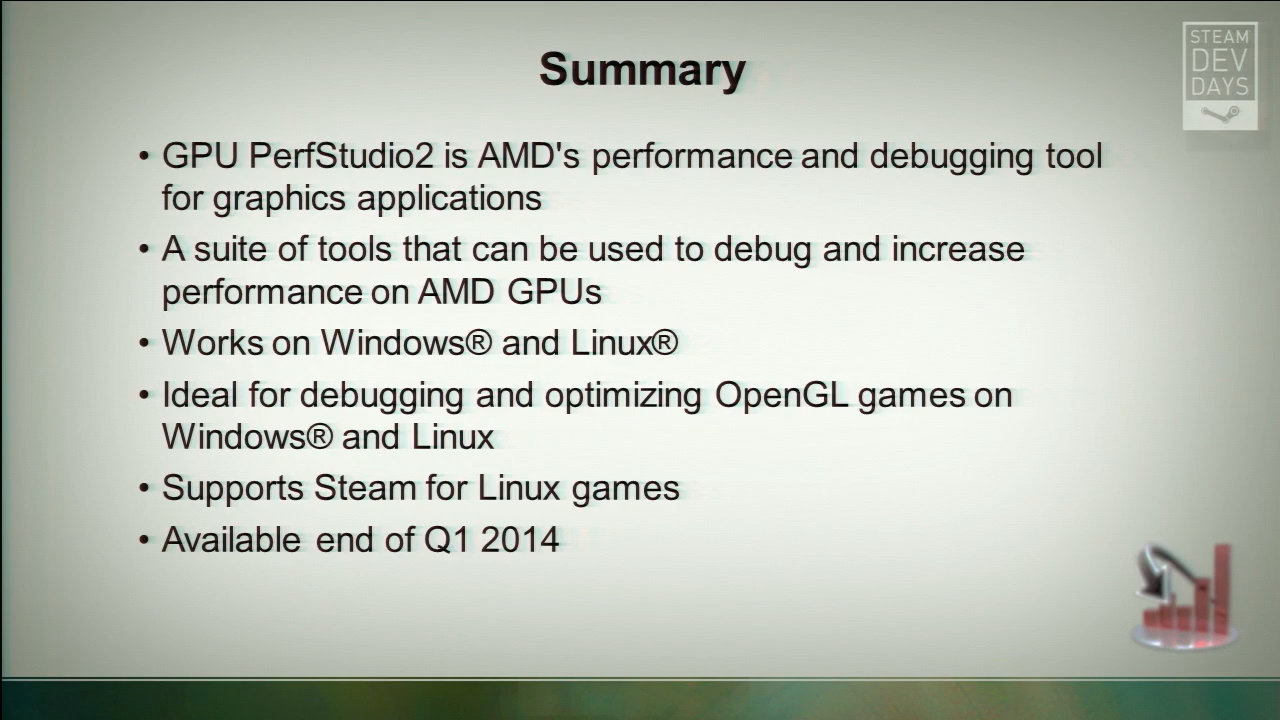 STEAM
DEV
DAYS
Summary
• GPU PerfStudio2 is AMD's performance and debugging tool
for graphics applications
• A suite of tools that can be used to debug and increase
performance on AMD GPUs
• Works on Windows® and Linux®
• Ideal for debugging and optimizing OpenGL games on
Windows® and Linux
• Supports Steam for Linux games
• Available end of Q1 2014